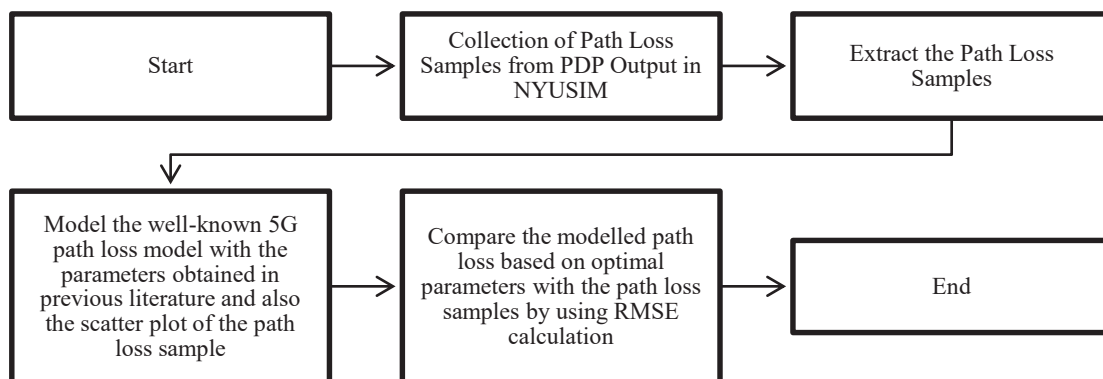 Start
Collection of Path Loss
Samples from PDP Output in
NYUSIM
Extract the Path Loss
Samples
Model the well-known 5G
path loss model with the
parameters obtained in
previous literature and also
the scatter plot of the path
loss sample
Compare the modelled path
loss based on optimal
parameters with the path loss
samples by using RMSE
calculation
End